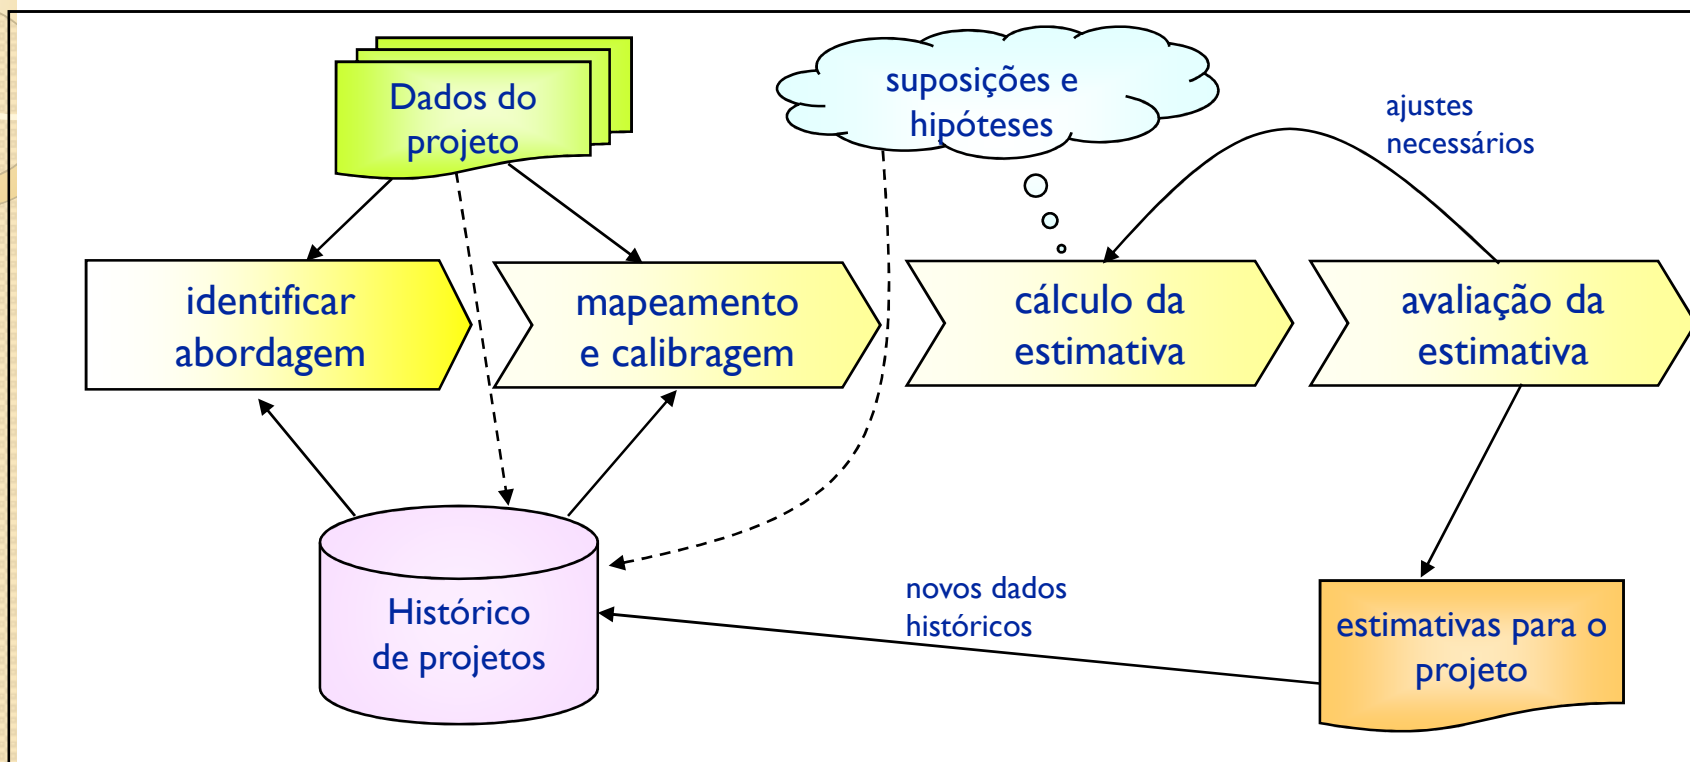 Dados do
projeto
suposições e
hipóteses
ajustes
necessários
identificar
abordagem
mapeamento
e calibragem
cálculo da
estimativa
avaliação da
estimativa
Histórico
de projetos
novos dados
históricos
estimativas para o
projeto